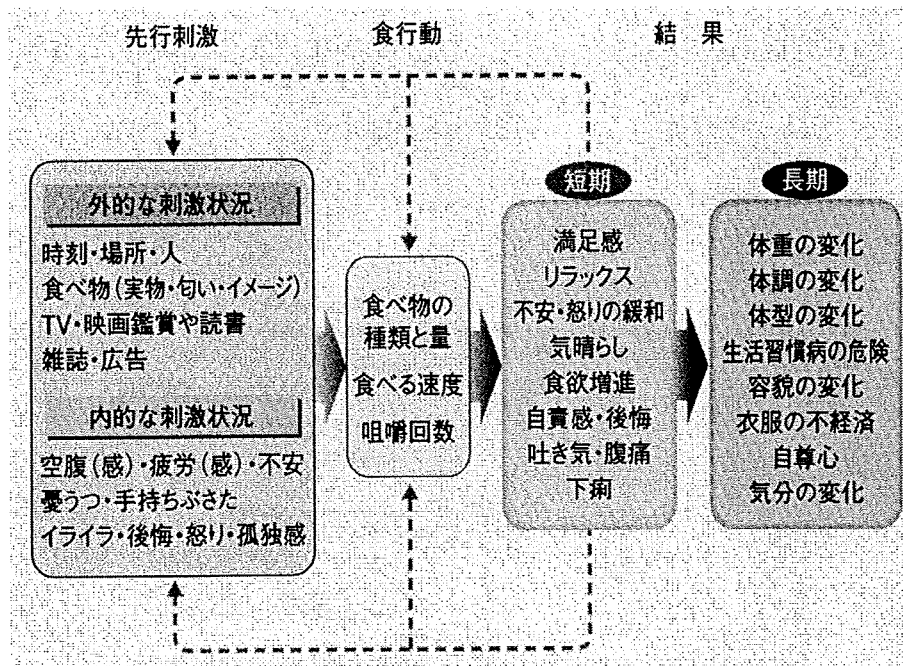 先行刺激
食行動
結果
外的な刺激状況
時刻・場所・人
食べ物(実物・匂い・イメージ)
TV・映画鑑賞や読書
雑誌・広告
内的な刺激状況
空腹(感)・疲労(感)・不安
憂うつ・手持ちぶさた
イライラ・後悔・怒り・孤独感
食べ物の
種類と量
食べる速度
咀嚼回数
短期
満足感
リラックス
不安・怒りの緩和
気晴らし
食欲増進
自責感・後悔
吐き気・腹痛
下痢
長期
体重の変化
体調の変化
体型の変化
生活習慣病の危険
容貌の変化
衣服の不経済
自尊心
気分の変化